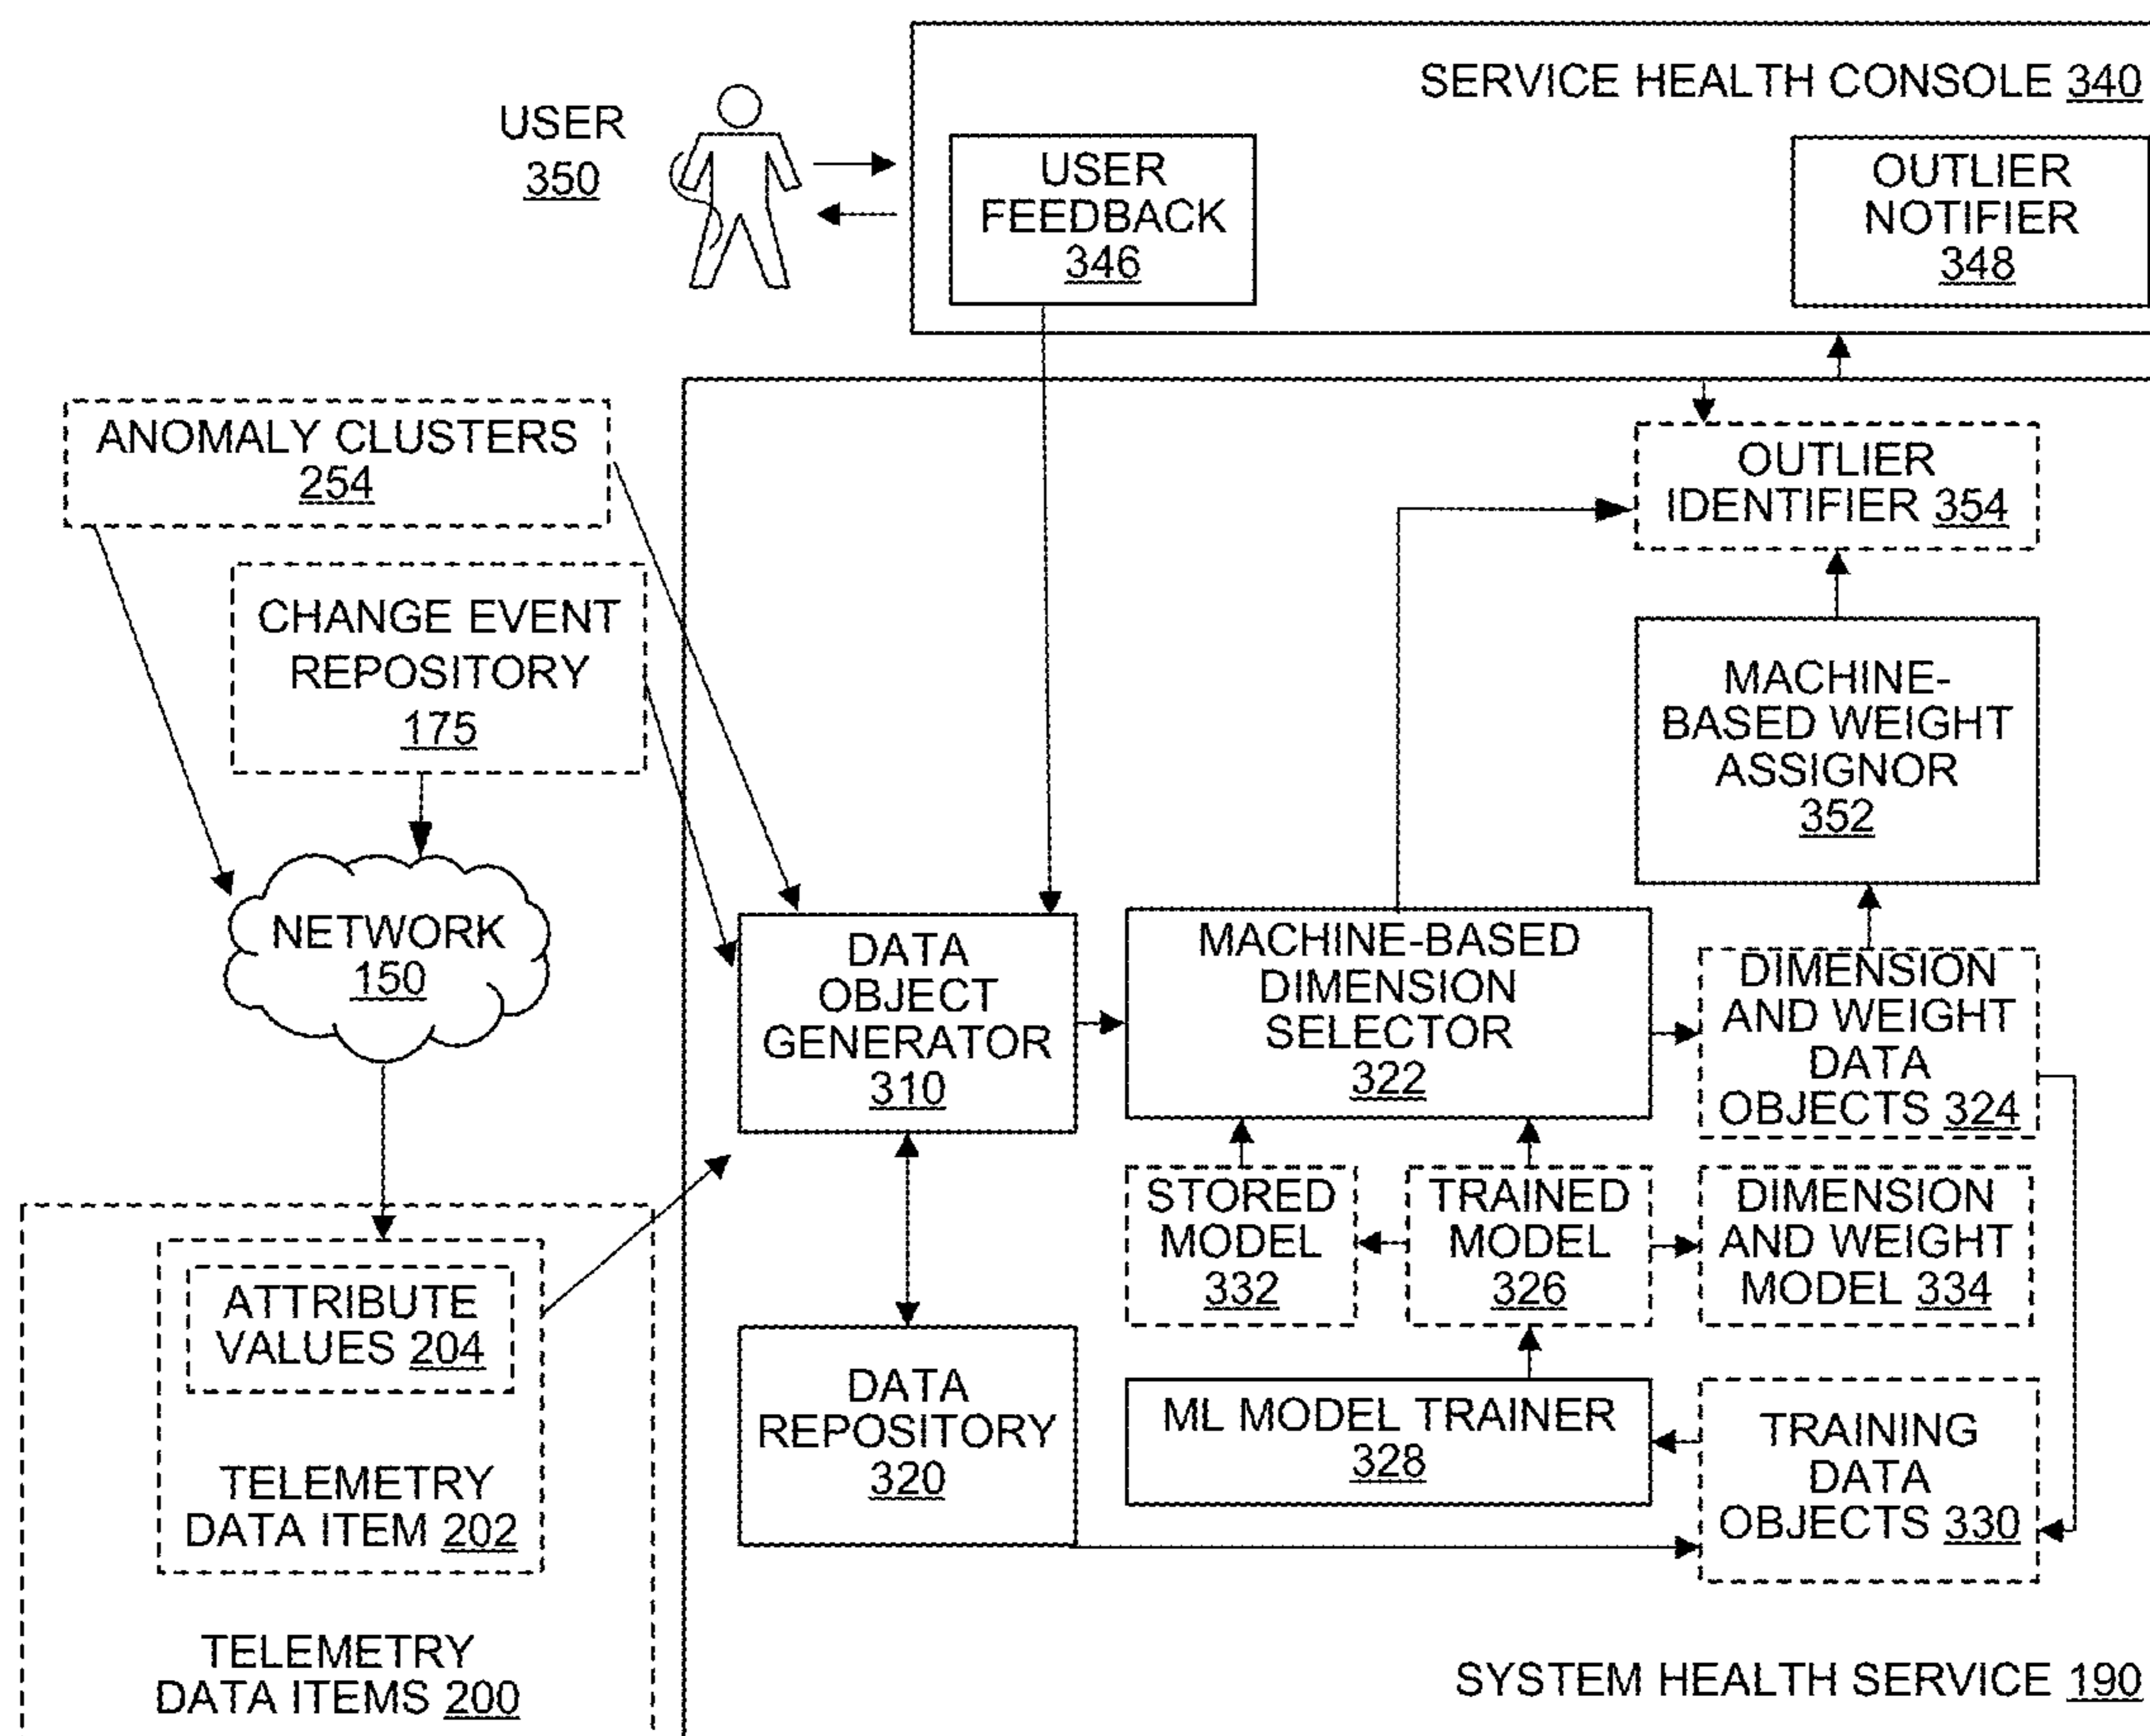 SERVICE HEALTH CONSOLE 340
USER
350
USER
FEEDBACK
346
OUTLIER
NOTIFIER
348
ANOMALY CLUSTERS
254
OUTLIER
IDENTIFIER 354
CHANGE EVENT
REPOSITORY
175
MACHINE-
BASED WEIGHT
ASSIGNOR
352
NETWORK
150
DATA
OBJECT
GENERATOR
310
MACHINE-BASED
DIMENSION
SELECTOR
322
DIMENSION
AND WEIGHT
DATA
OBJECTS 324
STORED
MODEL
332
TRAINED
MODEL
326
DIMENSION
AND WEIGHT
MODEL 334
ATTRIBUTE
VALUES 204
TELEMETRY
DATA ITEM 202
TELEMETRY
DATA ITEMS 200
DATA
REPOSITORY
320
ML MODEL TRAINER
328
TRAINING
DATA
OBJECTS 330
SYSTEM HEALTH SERVICE 190